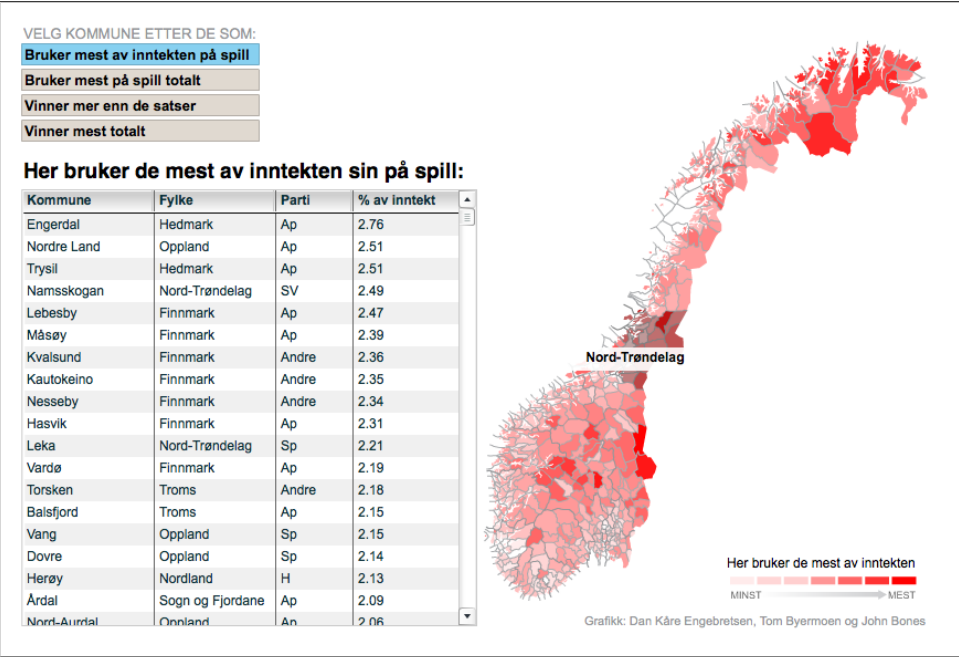 VELG KOMMUNE ETTER DE SOM:
Bruker mest av inntekten på spill
Bruker mest på spill totalt
Vinner mer enn de satser
Vinner mest totalt
Her bruker de mest av inntekten sin på spill:
Kommune Fylke Parti % av inntekt
Engerdal Hedmark Ap 2.76
Nordre Land Oppland Ap 2.51
Trysil Hedmark Ap 2.51
Namsskogan Nord-Trøndelag SV 2.49
Lebesby Finnmark Ap 2.47
Måsøy Finnmark Ap 2.39
Kvalsund Finnmark Andre 2.36
Kautokeino Finnmark Andre 2.35
Nesseby Finnmark Andre 2.34
Hasvik Finnmark Ap 2.31
Leka Nord-Trøndelag Sp 2.21
Vardø Finnmark Ap 2.19
Torsken Troms Andre 2.18
Balsfjord Troms Ap 2.15
Vang Oppland Sp 2.15
Dovre Oppland Sp 2.14
Herøy Nordland H 2.13
Årdal Sogn og Fjordane Ap 2.09
Nord-Aurdal Oppland Ap 2.06
Nord-Trøndelag
Her bruker de mest av inntekten
MINST MEST
Grafikk: Dan Kåre Engebretsen, Tom Byermoen og John Bones